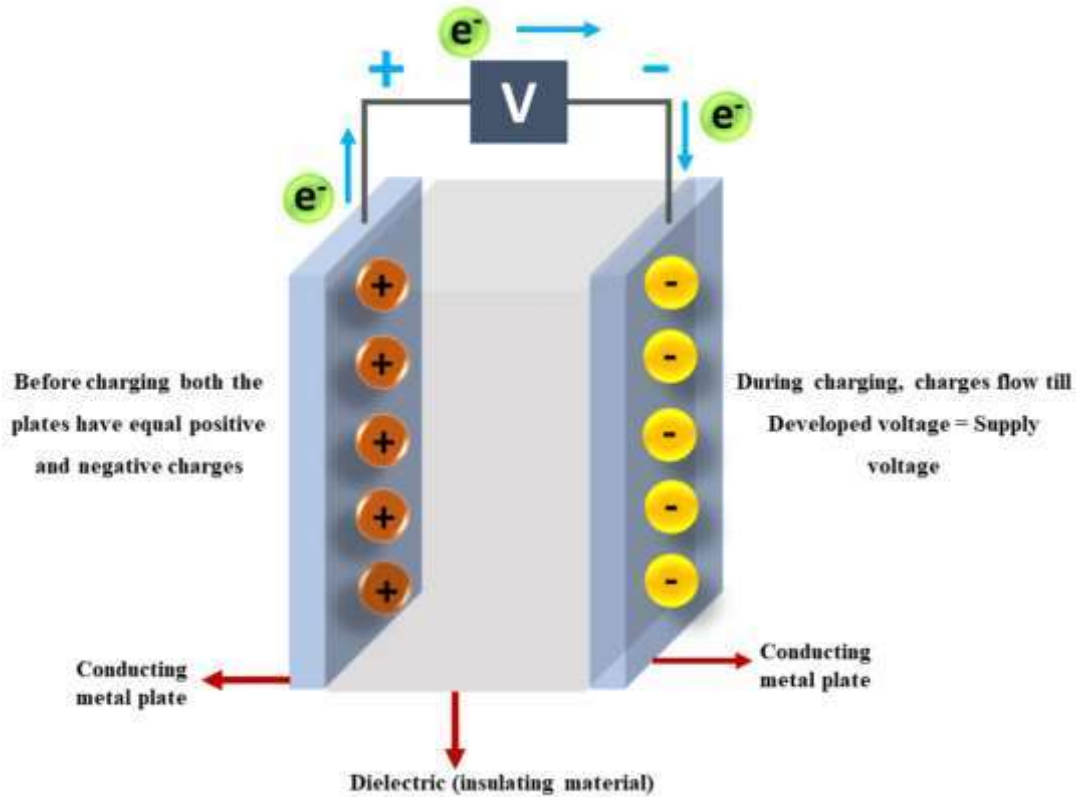 e-
+
-
V
e-
e-
+
-
+
-
+
-
+
-
+
-
Before charging both the
plates have equal positive
and negative charges
During charging, charges flow till
Developed voltage = Supply
voltage
Conducting
metal plate
Conducting
metal plate
Dielectric (insulating material)